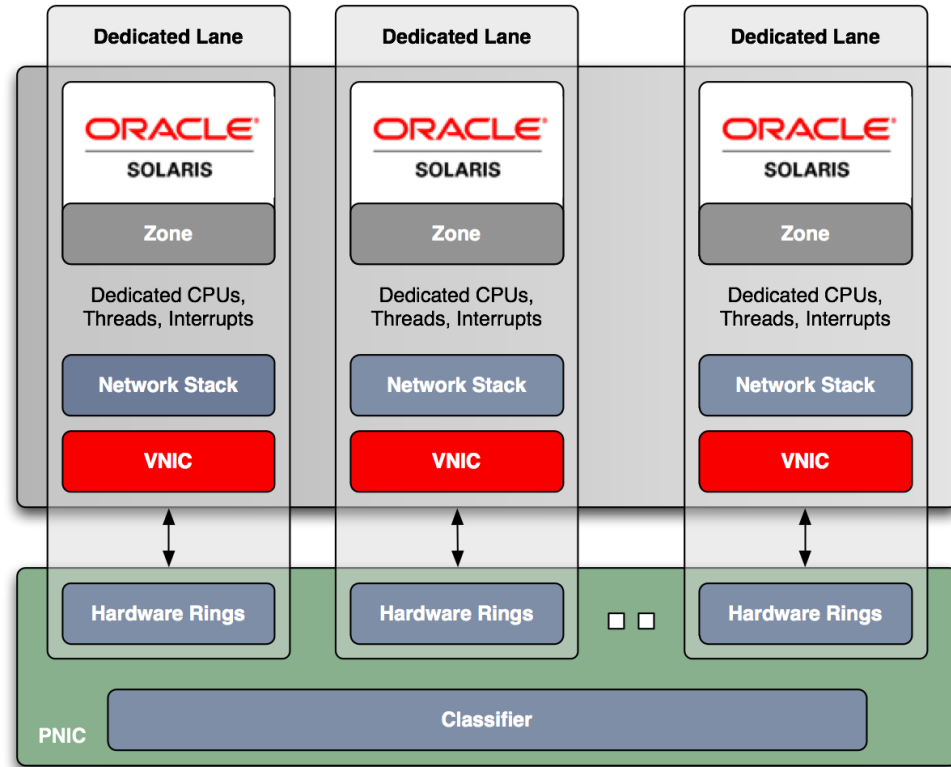 Dedicated Lane
ORACLE®
SOLARIS
Zone
Dedicated CPUs,
Threads, Interrupts
Network Stack
VNIC
Hardware Rings
Dedicated Lane
ORACLE®
SOLARIS
Zone
Dedicated CPUs,
Threads, Interrupts
Network Stack
VNIC
Hardware Rings
Dedicated Lane
ORACLE®
SOLARIS
Zone
Dedicated CPUs,
Threads, Interrupts
Network Stack
VNIC
Hardware Rings
Classifier
PNIC